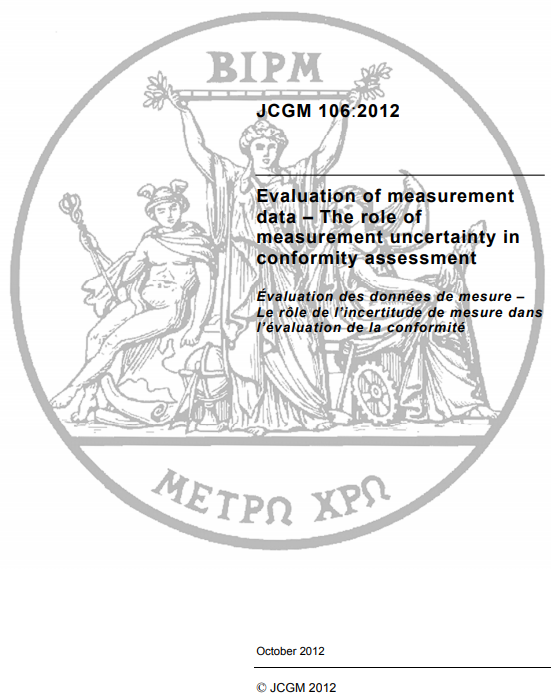 BIPM
JCGM 106:2012
Evaluation of measurement
data – The role of
measurement uncertainty in
conformity assessment
Évaluation des données de mesure –
Le rôle de l’incertitude de mesure dans
l’évaluation de la conformité
ΜΕΤΡΩ ΧΡΩ
October 2012
© JCGM 2012